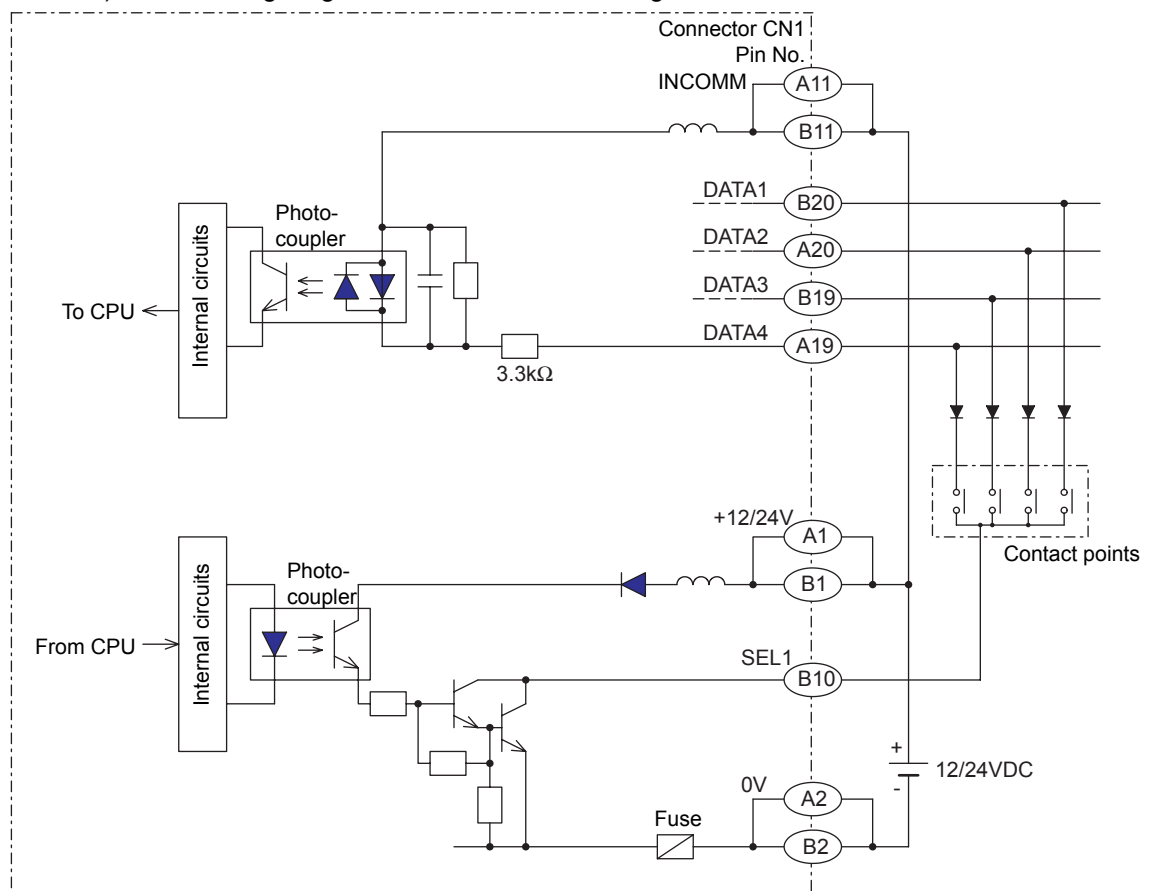 Connector CN1
Pin No.
INCOMM
A11
B11
DATA1
B20
DATA2
A20
DATA3
B19
DATA4
A19
Photo-
coupler
Internal circuits
To CPU
3.3kΩ
+12/24V
A1
B1
Contact points
Photo-
coupler
Internal circuits
From CPU
SEL1
B10
+
12/24VDC
-
0V
A2
Fuse
B2